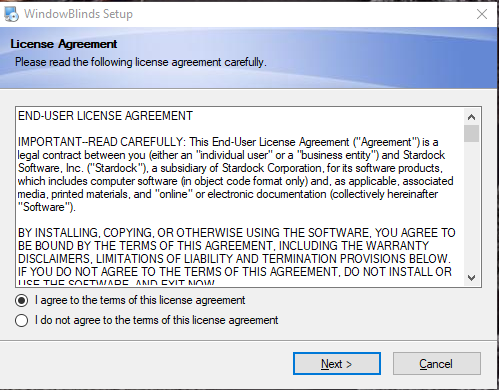 WindowBlinds Setup
License Agreement
Please read the following license agreement carefully.
END-USER LICENSE AGREEMENT
IMPORTANT--READ CAREFULLY: This End-User License Agreement ("Agreement") is a
legal contract between you (either an "individual user" or a "business entity") and Stardock
Software, Inc. ("Stardock"), a subsidiary of Stardock Corporation, for its software products,
which includes computer software (in object code format only) and, as applicable, associated
media, printed materials, and "online" or electronic documentation (collectively hereinafter
"Software").
BY INSTALLING, COPYING, OR OTHERWISE USING THE SOFTWARE, YOU AGREE TO
BE BOUND BY THE TERMS OF THIS AGREEMENT, INCLUDING THE WARRANTY
DISCLAIMERS, LIMITATIONS OF LIABILITY AND TERMINATION PROVISIONS BELOW.
IF YOU DO NOT AGREE TO THE TERMS OF THIS AGREEMENT, DO NOT INSTALL OR
USE THE SOFTWARE, AND EXIT NOW.
I agree to the terms of this license agreement
I do not agree to the terms of this license agreement
Next >
Cancel